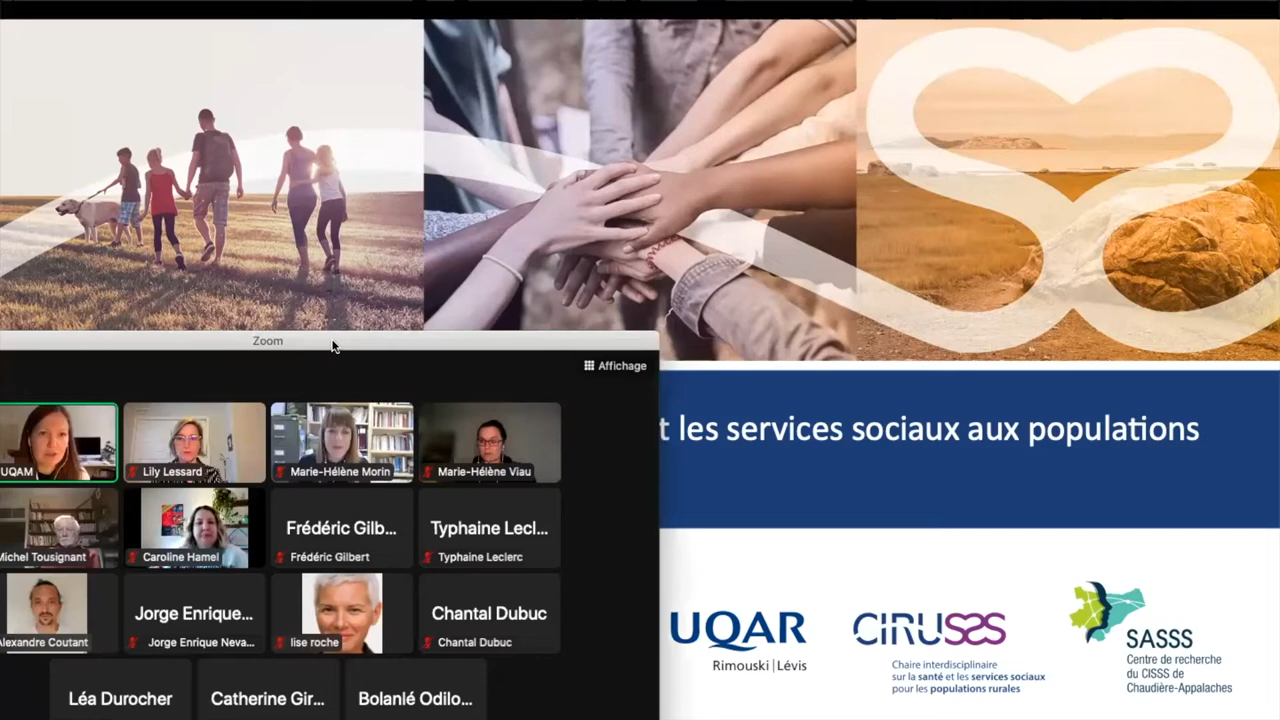 Zoom
Affichage
t les services sociaux aux populations
UQAM
Lily Lessard
Marie-Hélène Morin
Marie-Hélène Viau
Michel Tousignant
Caroline Hamel
Frédéric Gilb...
Frédéric Gilbert
Typhaine Lecl...
Typhaine Leclerc
Alexandre Coutant
Jorge Enrique...
Jorge Enrique Neva...
lise roche
Chantal Dubuc
Chantal Dubuc
Léa Durocher
Catherine Gir...
Bolanlé Odilo...
UQAR
Rimouski | Lévis
CIRUSSS
Chaire interdisciplinaire
sur la santé et les services sociaux
pour les populations rurales
SASSS
Centre de recherche
du CISSS de
Chaudière-Appalaches